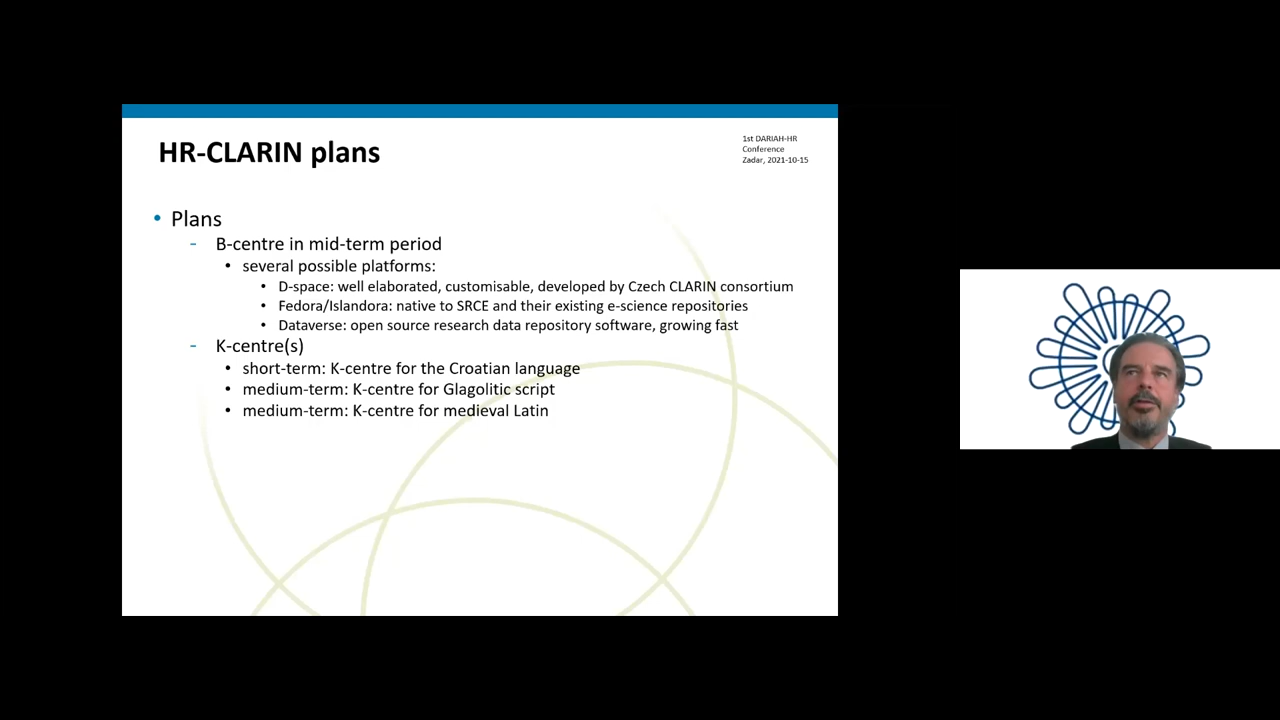 HR-CLARIN plans
1st DARIAH-HR
Conference
Zadar, 2021-10-15
• Plans
- B-centre in mid-term period
• several possible platforms:
• D-space: well elaborated, customisable, developed by Czech CLARIN consortium
• Fedora/Islandora: native to SRCE and their existing e-science repositories
• Dataverse: open source research data repository software, growing fast
- K-centre(s)
• short-term: K-centre for the Croatian language
• medium-term: K-centre for Glagolitic script
• medium-term: K-centre for medieval Latin